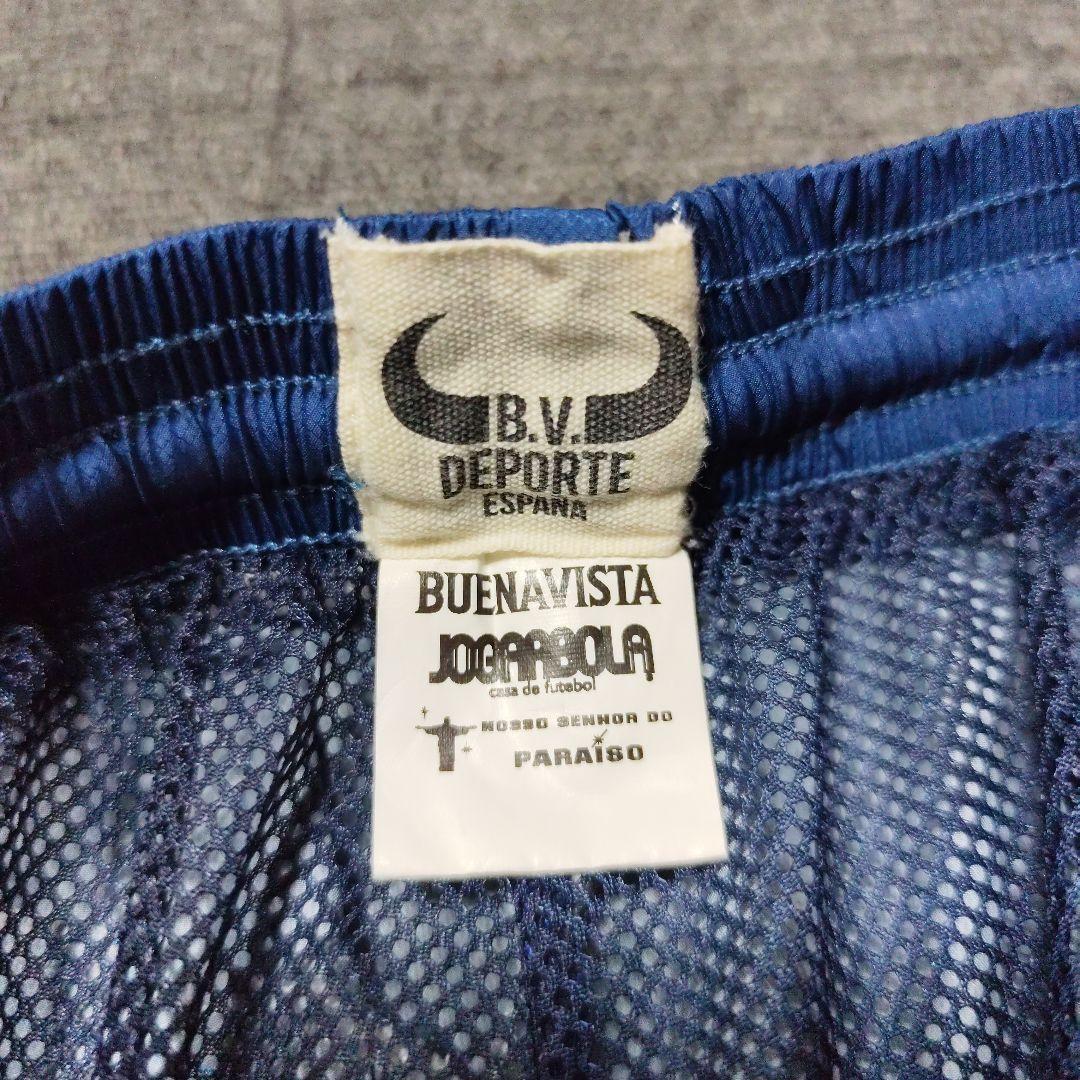 B.V.
DEPORTE
ESPANA
BUENAVISTA
JOGARBOLA
casa de futebol
NOSSO SENHOR DO
PARAÍSO